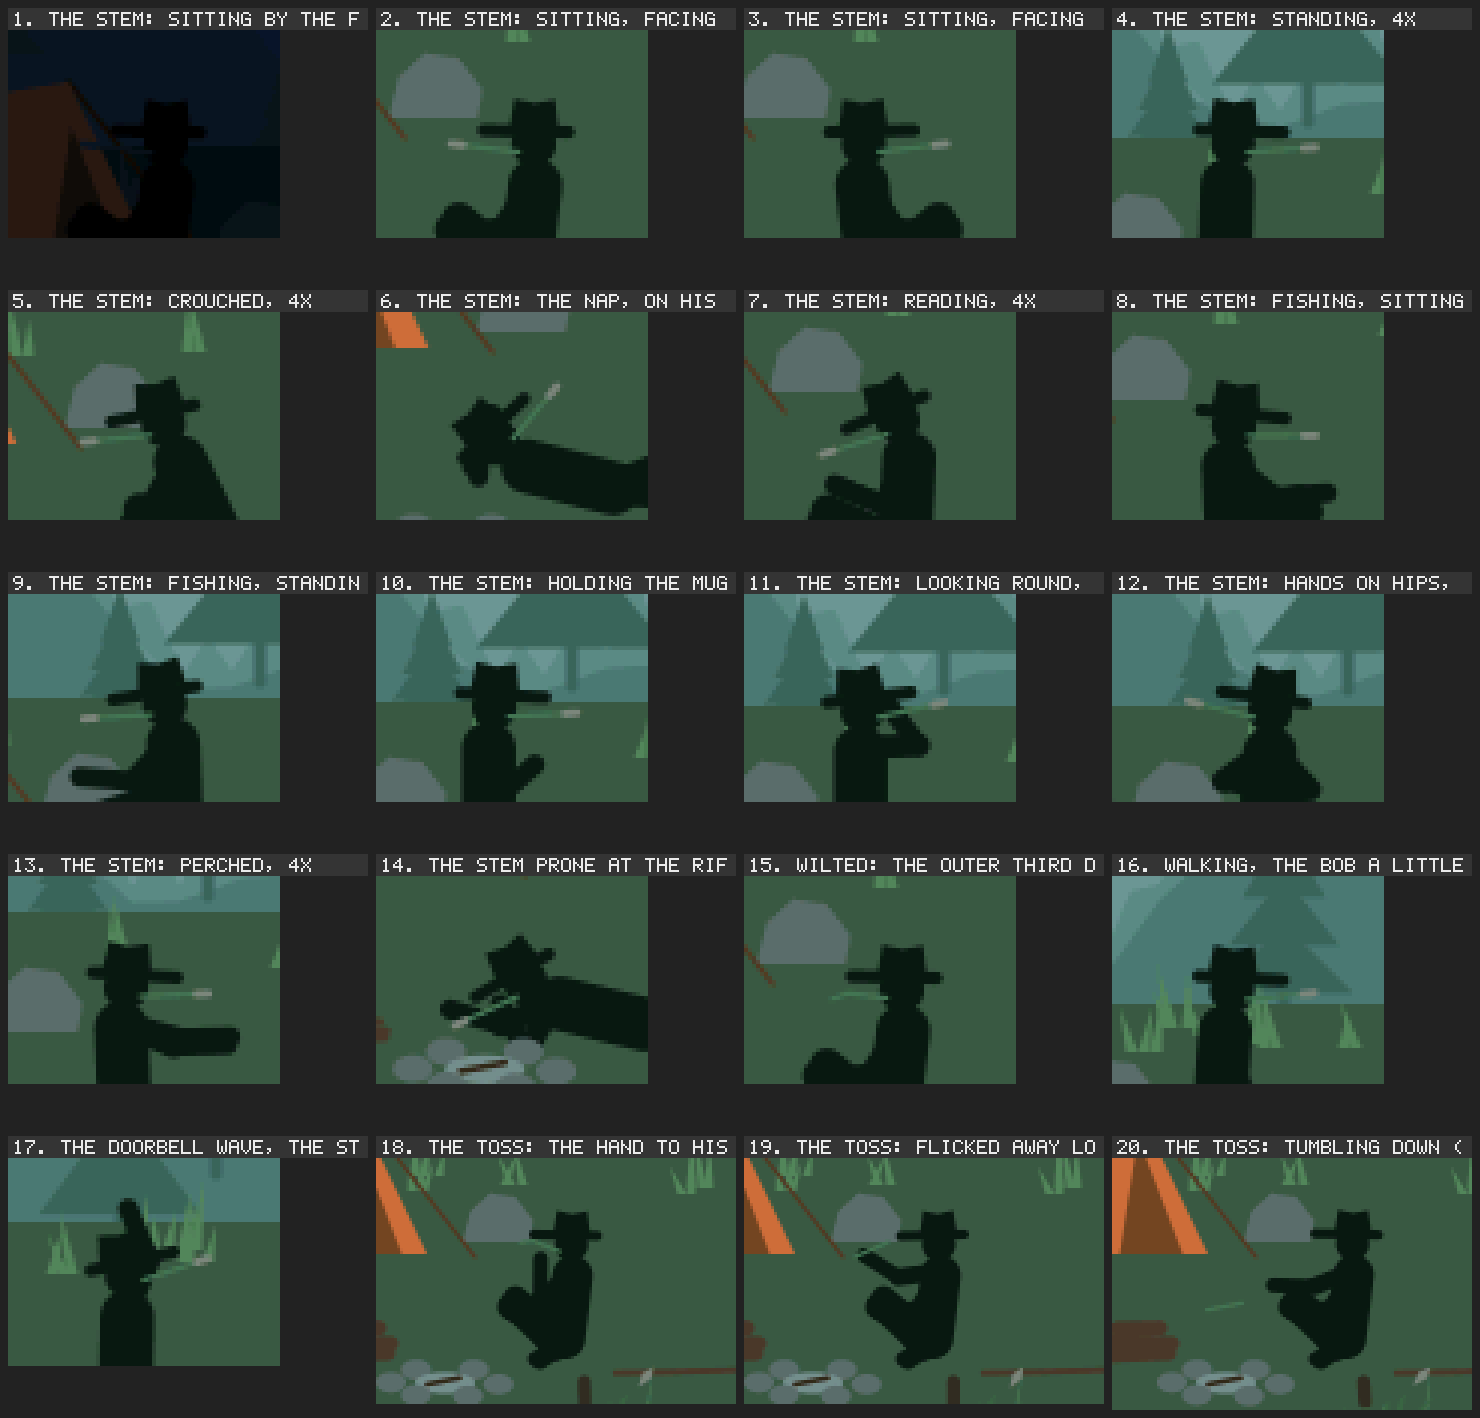 1. THE STEM: SITTING BY THE F
2. THE STEM: SITTING, FACING
3. THE STEM: SITTING, FACING
4. THE STEM: STANDING, 4X
5. THE STEM: CROUCHED, 4X
6. THE STEM: THE NAP, ON HIS
7. THE STEM: READING, 4X
8. THE STEM: FISHING, SITTING
9. THE STEM: FISHING, STANDIN
10. THE STEM: HOLDING THE MUG
11. THE STEM: LOOKING ROUND,
12. THE STEM: HANDS ON HIPS,
13. THE STEM: PERCHED, 4X
14. THE STEM PRONE AT THE RIF
15. WILTED: THE OUTER THIRD D
16. WALKING, THE BOB A LITTLE
17. THE DOORBELL WAVE, THE ST
18. THE TOSS: THE HAND TO HIS
19. THE TOSS: FLICKED AWAY LO
20. THE TOSS: TUMBLING DOWN (